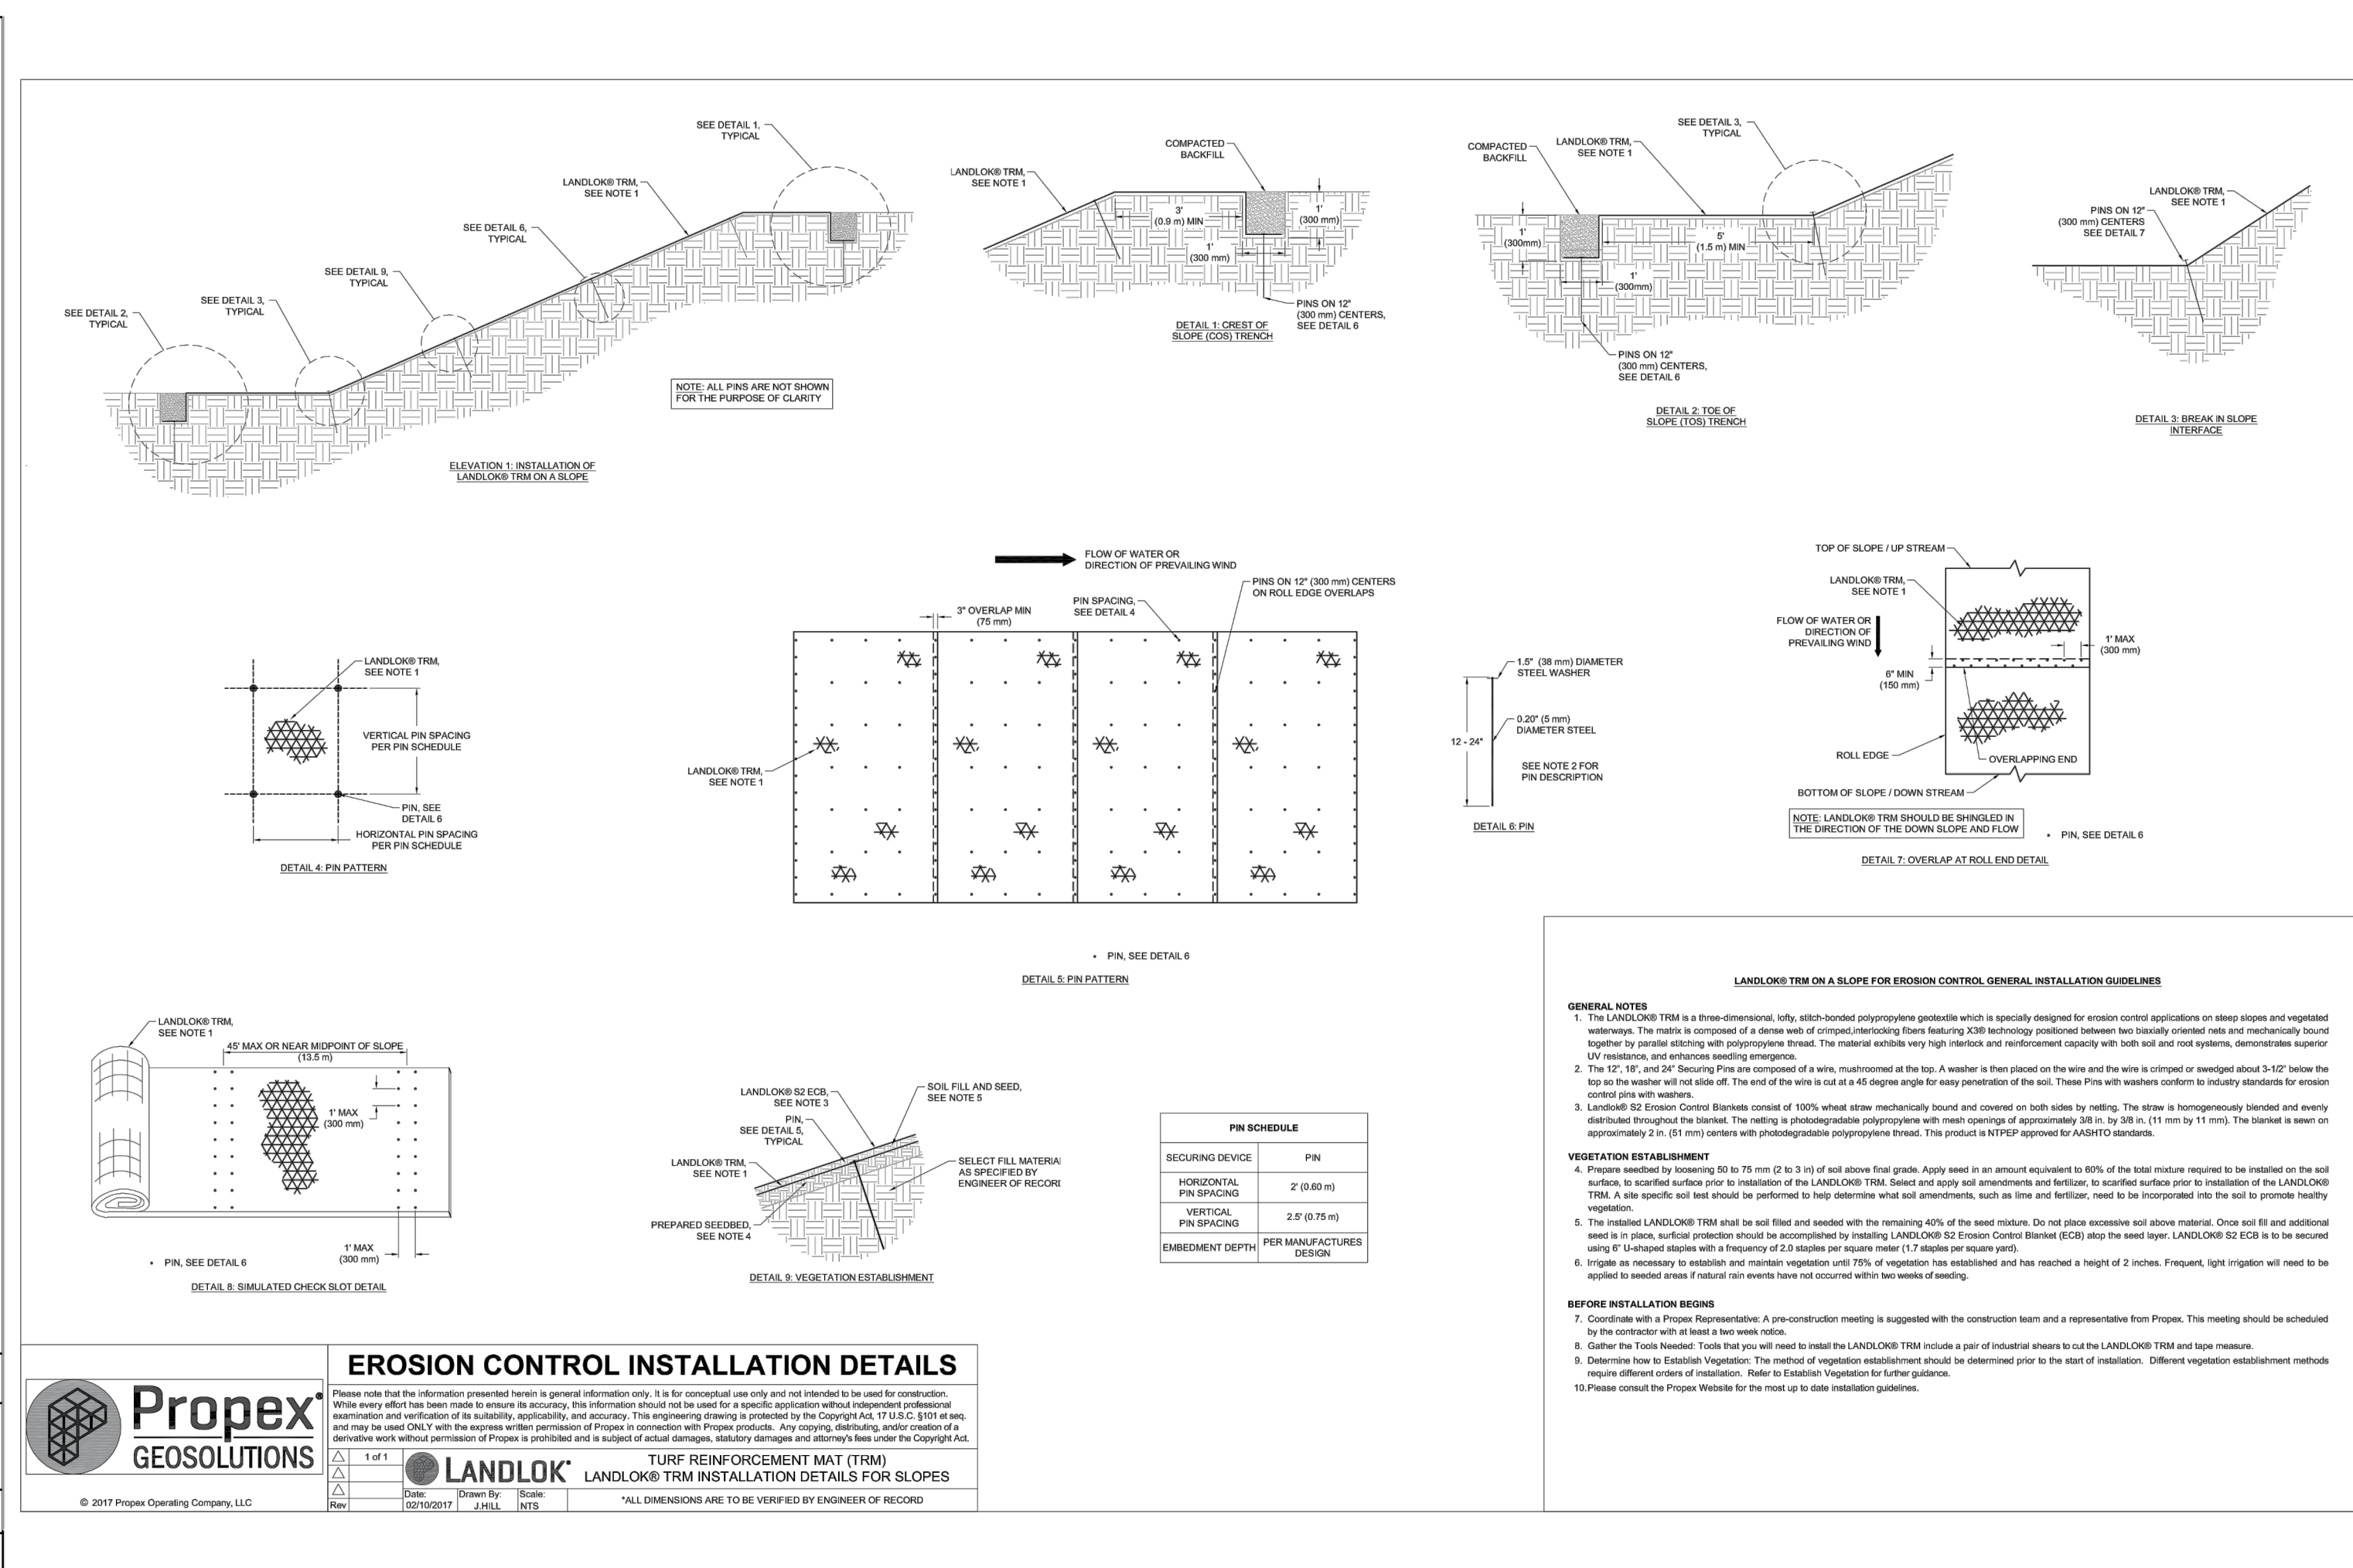 SEE DETAIL 1,
TYPICAL
LANDLOK® TRM,
SEE NOTE 1
SEE DETAIL 6,
TYPICAL
SEE DETAIL 9,
TYPICAL
SEE DETAIL 3,
TYPICAL
SEE DETAIL 2,
TYPICAL
NOTE: ALL PINS ARE NOT SHOWN
FOR THE PURPOSE OF CLARITY
ELEVATION 1: INSTALLATION OF
LANDLOK® TRM ON A SLOPE
COMPACTED
BACKFILL
LANDLOK® TRM,
SEE NOTE 1
3'
(0.9 m) MIN
1'
(300 mm)
1'
(300 mm)
PINS ON 12"
(300 mm) CENTERS,
SEE DETAIL 6
DETAIL 1: CREST OF
SLOPE (COS) TRENCH
SEE DETAIL 3,
TYPICAL
COMPACTED
BACKFILL
LANDLOK® TRM,
SEE NOTE 1
1'
(300mm)
5'
(1.5 m) MIN
1'
(300mm)
PINS ON 12"
(300 mm) CENTERS,
SEE DETAIL 6
DETAIL 2: TOE OF
SLOPE (TOS) TRENCH
LANDLOK® TRM,
SEE NOTE 1
PINS ON 12"
(300 mm) CENTERS
SEE DETAIL 7
DETAIL 3: BREAK IN SLOPE
INTERFACE
LANDLOK® TRM,
SEE NOTE 1
VERTICAL PIN SPACING
PER PIN SCHEDULE
PIN, SEE
DETAIL 6
HORIZONTAL PIN SPACING
PER PIN SCHEDULE
DETAIL 4: PIN PATTERN
FLOW OF WATER OR
DIRECTION OF PREVAILING WIND
PINS ON 12" (300 mm) CENTERS
ON ROLL EDGE OVERLAPS
3" OVERLAP MIN
(75 mm)
PIN SPACING,
SEE DETAIL 4
LANDLOK® TRM,
SEE NOTE 1
PIN, SEE DETAIL 6
DETAIL 5: PIN PATTERN
1.5" (38 mm) DIAMETER
STEEL WASHER
0.20" (5 mm)
DIAMETER STEEL
12 - 24"
SEE NOTE 2 FOR
PIN DESCRIPTION
DETAIL 6: PIN
TOP OF SLOPE / UP STREAM
LANDLOK® TRM,
SEE NOTE 1
FLOW OF WATER OR
DIRECTION OF
PREVAILING WIND
1' MAX
(300 mm)
6" MIN
(150 mm)
ROLL EDGE
OVERLAPPING END
BOTTOM OF SLOPE / DOWN STREAM
NOTE: LANDLOK® TRM SHOULD BE SHINGLED IN
THE DIRECTION OF THE DOWN SLOPE AND FLOW
PIN, SEE DETAIL 6
DETAIL 7: OVERLAP AT ROLL END DETAIL
LANDLOK® TRM,
SEE NOTE 1
45' MAX OR NEAR MIDPOINT OF SLOPE
(13.5 m)
1' MAX
(300 mm)
1' MAX
(300 mm)
PIN, SEE DETAIL 6
DETAIL 8: SIMULATED CHECK SLOT DETAIL
LANDLOK® S2 ECB,
SEE NOTE 3
SOIL FILL AND SEED,
SEE NOTE 5
PIN,
SEE DETAIL 5,
TYPICAL
LANDLOK® TRM,
SEE NOTE 1
SELECT FILL MATERIA
AS SPECIFIED BY
ENGINEER OF RECOR
PREPARED SEEDBED,
SEE NOTE 4
DETAIL 9: VEGETATION ESTABLISHMENT
PIN SCHEDULE
SECURING DEVICE PIN
HORIZONTAL
PIN SPACING 2' (0.60 m)
VERTICAL
PIN SPACING 2.5' (0.75 m)
EMBEDMENT DEPTH PER MANUFACTURES
DESIGN
LANDLOK® TRM ON A SLOPE FOR EROSION CONTROL GENERAL INSTALLATION GUIDELINES
GENERAL NOTES
1. The LANDLOK® TRM is a three-dimensional, lofty, stitch-bonded polypropylene geotextile which is specially designed for erosion control applications on steep slopes and vegetated
waterways. The matrix is composed of a dense web of crimped,interlocking fibers featuring X3® technology positioned between two biaxially oriented nets and mechanically bound
together by parallel stitching with polypropylene thread. The material exhibits very high interlock and reinforcement capacity with both soil and root systems, demonstrates superior
UV resistance, and enhances seedling emergence.
2. The 12", 18", and 24" Securing Pins are composed of a wire, mushroomed at the top. A washer is then placed on the wire and the wire is crimped or swedged about 3-1/2" below the
top so the washer will not slide off. The end of the wire is cut at a 45 degree angle for easy penetration of the soil. These Pins with washers conform to industry standards for erosion
control pins with washers.
3. Landlok® S2 Erosion Control Blankets consist of 100% wheat straw mechanically bound and covered on both sides by netting. The straw is homogeneously blended and evenly
distributed throughout the blanket. The netting is photodegradable polypropylene with mesh openings of approximately 3/8 in. by 3/8 in. (11 mm by 11 mm). The blanket is sewn on
approximately 2 in. (51 mm) centers with photodegradable polypropylene thread. This product is NTPEP approved for AASHTO standards.
VEGETATION ESTABLISHMENT
4. Prepare seedbed by loosening 50 to 75 mm (2 to 3 in) of soil above final grade. Apply seed in an amount equivalent to 60% of the total mixture required to be installed on the soil
surface, to scarified surface prior to installation of the LANDLOK® TRM. Select and apply soil amendments and fertilizer, to scarified surface prior to installation of the LANDLOK®
TRM. A site specific soil test should be performed to help determine what soil amendments, such as lime and fertilizer, need to be incorporated into the soil to promote healthy
vegetation.
5. The installed LANDLOK® TRM shall be soil filled and seeded with the remaining 40% of the seed mixture. Do not place excessive soil above material. Once soil fill and additional
seed is in place, surficial protection should be accomplished by installing LANDLOK® S2 Erosion Control Blanket (ECB) atop the seed layer. LANDLOK® S2 ECB is to be secured
using 6" U-shaped staples with a frequency of 2.0 staples per square meter (1.7 staples per square yard).
6. Irrigate as necessary to establish and maintain vegetation until 75% of vegetation has established and has reached a height of 2 inches. Frequent, light irrigation will need to be
applied to seeded areas if natural rain events have not occurred within two weeks of seeding.
BEFORE INSTALLATION BEGINS
7. Coordinate with a Propex Representative: A pre-construction meeting is suggested with the construction team and a representative from Propex. This meeting should be scheduled
by the contractor with at least a two week notice.
8. Gather the Tools Needed: Tools that you will need to install the LANDLOK® TRM include a pair of industrial shears to cut the LANDLOK® TRM and tape measure.
9. Determine how to Establish Vegetation: The method of vegetation establishment should be determined prior to the start of installation. Different vegetation establishment methods
require different orders of installation. Refer to Establish Vegetation for further guidance.
10.Please consult the Propex Website for the most up to date installation guidelines.
Propex®
GEOSOLUTIONS
© 2017 Propex Operating Company, LLC
EROSION CONTROL INSTALLATION DETAILS
Please note that the information presented herein is general information only. It is for conceptual use only and not intended to be used for construction.
While every effort has been made to ensure its accuracy, this information should not be used for a specific application without independent professional
examination and verification of its suitability, applicability, and accuracy. This engineering drawing is protected by the Copyright Act, 17 U.S.C. §101 et seq.
and may be used ONLY with the express written permission of Propex in connection with Propex products. Any copying, distributing, and/or creation of a
derivative work without permission of Propex is prohibited and is subject of actual damages, statutory damages and attorney's fees under the Copyright Act.
1 of 1
LANDLOK®
TURF REINFORCEMENT MAT (TRM)
LANDLOK® TRM INSTALLATION DETAILS FOR SLOPES
Rev
Date:
02/10/2017
Drawn By:
J.HILL
Scale:
NTS
*ALL DIMENSIONS ARE TO BE VERIFIED BY ENGINEER OF RECORD